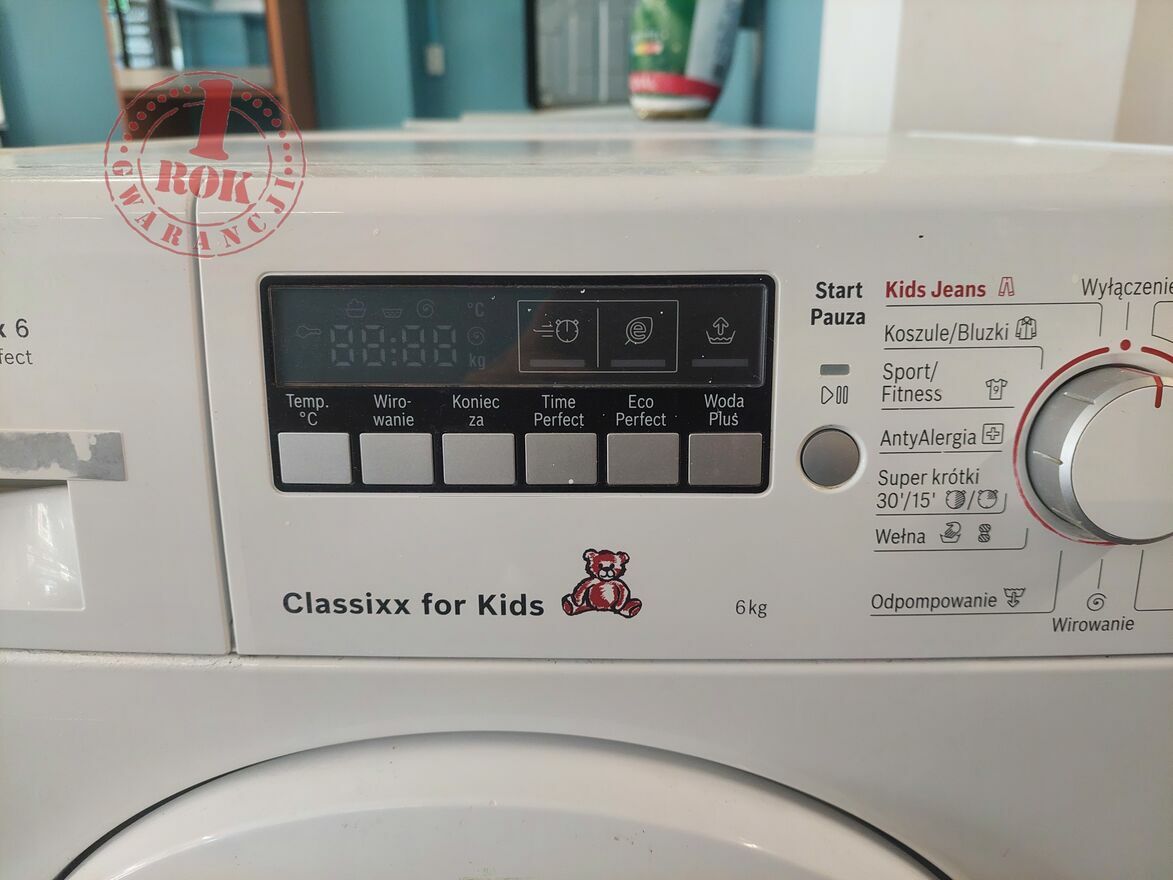 1
ROK
GWARANCJI
x 6
fect
°C
88:88
kg
Temp.
°C
Wiro-
wanie
Koniec
za
Time
Perfect
Eco
Perfect
Woda
Plus
Start
Pauza
Kids Jeans
Wyłączenie
Koszule/Bluzki
Sport/
Fitness
AntyAlergia
Super krótki
30'/15'
/
Wełna
Odpompowanie
Wirowanie
Classixx for Kids
6 kg